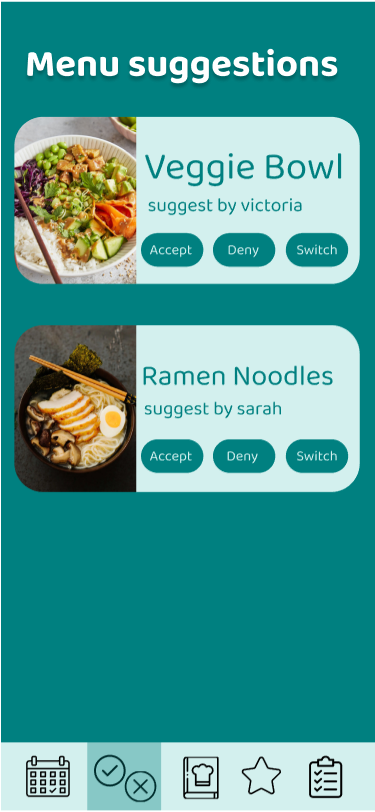 Menu suggestions
Veggie Bowl
suggest by victoria
Accept Deny Switch
Ramen Noodles
suggest by sarah
Accept Deny Switch